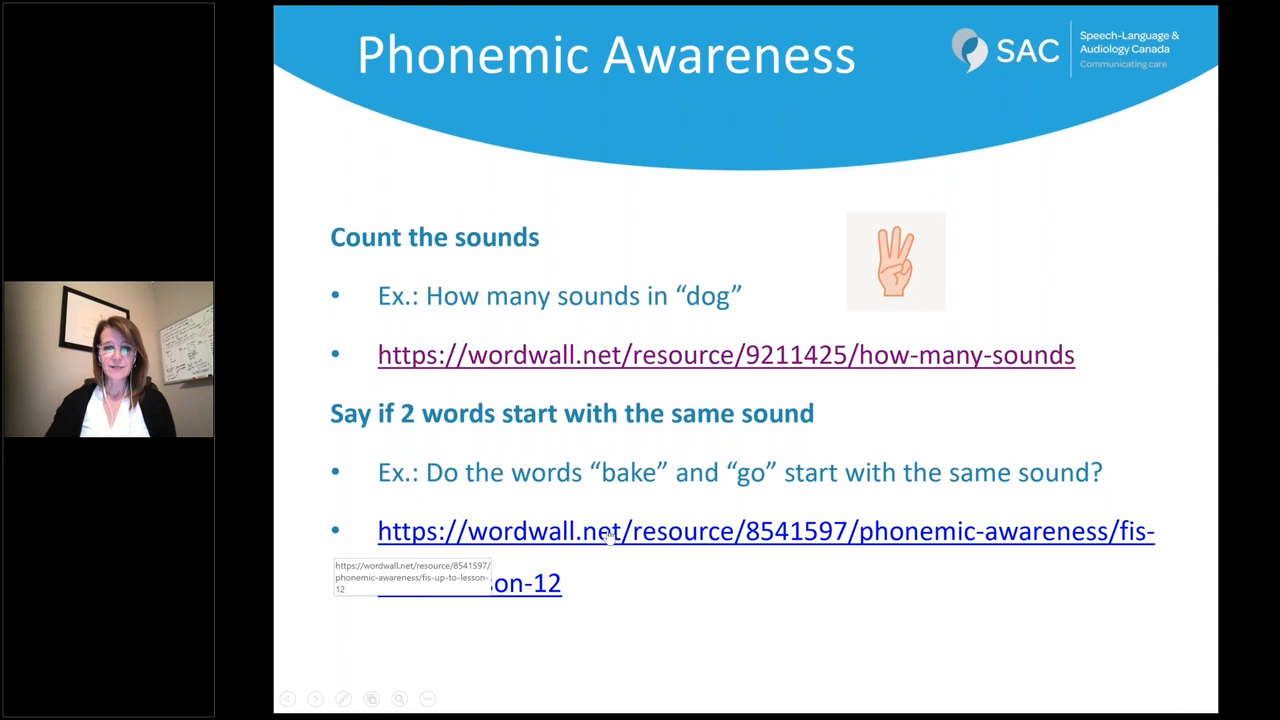 Phonemic Awareness
SAC
Speech-Language &
Audiology Canada
Communicating care
Count the sounds
• Ex.: How many sounds in “dog”
• https://wordwall.net/resource/9211425/how-many-sounds
Say if 2 words start with the same sound
• Ex.: Do the words “bake” and “go” start with the same sound?
• https://wordwall.net/resource/8541597/phonemic-awareness/fis-
on-12
https://wordwall.net/resource/8541597/
phonemic-awareness/fis-up-to-lesson-
12